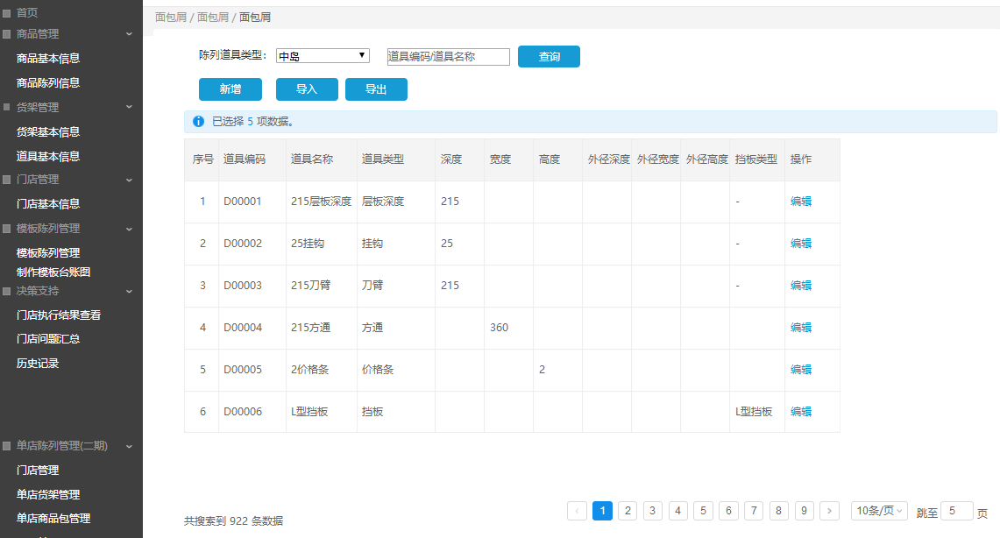 首页
商品管理
商品基本信息
商品陈列信息
货架管理
货架基本信息
道具基本信息
门店管理
门店基本信息
模板陈列管理
模板陈列管理
制作模板台账图
决策支持
门店执行结果查看
门店问题汇总
历史记录
单店陈列管理(二期)
门店管理
单店货架管理
单店商品包管理
面包屑 / 面包屑 / 面包屑
陈列道具类型: 中岛 道具编码/道具名称 查询
新增 导入 导出
已选择 5 项数据。
序号 道具编码 道具名称 道具类型 深度 宽度 高度 外径深度 外径宽度 外径高度 挡板类型 操作
1 D00001 215层板深度 层板深度 215 - 编辑
2 D00002 25挂钩 挂钩 25 - 编辑
3 D00003 215刀臂 刀臂 215 - 编辑
4 D00004 215方通 方通 360 编辑
5 D00005 2价格条 价格条 2 编辑
6 D00006 L型挡板 挡板 L型挡板 编辑
共搜索到 922 条数据 ‹ 1 2 3 4 5 6 7 8 9 › 10条/页 跳至 5 页